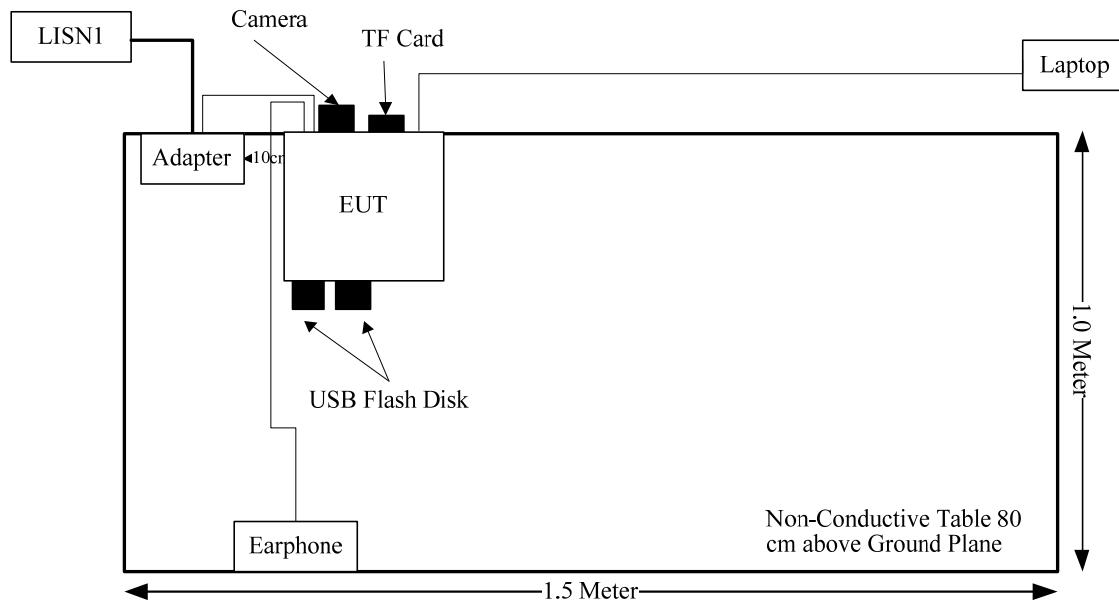 Camera
LISN1
TF Card
Laptop
Adapter
10cm
EUT
1.0 Meter
USB Flash Disk
Non-Conductive Table 80
cm above Ground Plane
Earphone
1.5 Meter